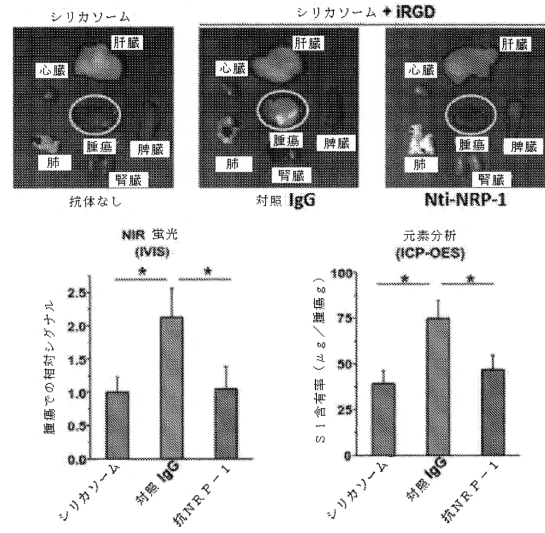 シリカソーム
シリカソーム + iRGD
肝臓
心臓
腫瘍
脾臓
肺
腎臓
肝臓
心臓
腫瘍
脾臓
肺
腎臓
肝臓
心臓
腫瘍
脾臓
肺
腎臓
抗体なし
対照 IgG
Nti-NRP-1
NIR 蛍光
(IVIS)
*
*
腫瘍での相対シグナル
2.5
2.0
1.5
1.0
0.5
0.0
シリカソーム
対照 IgG
抗NRP-1
元素分析
(ICP-OES)
*
*
Si含有率(μg/腫瘍g)
100
75
50
25
0
シリカソーム
対照 IgG
抗NRP-1